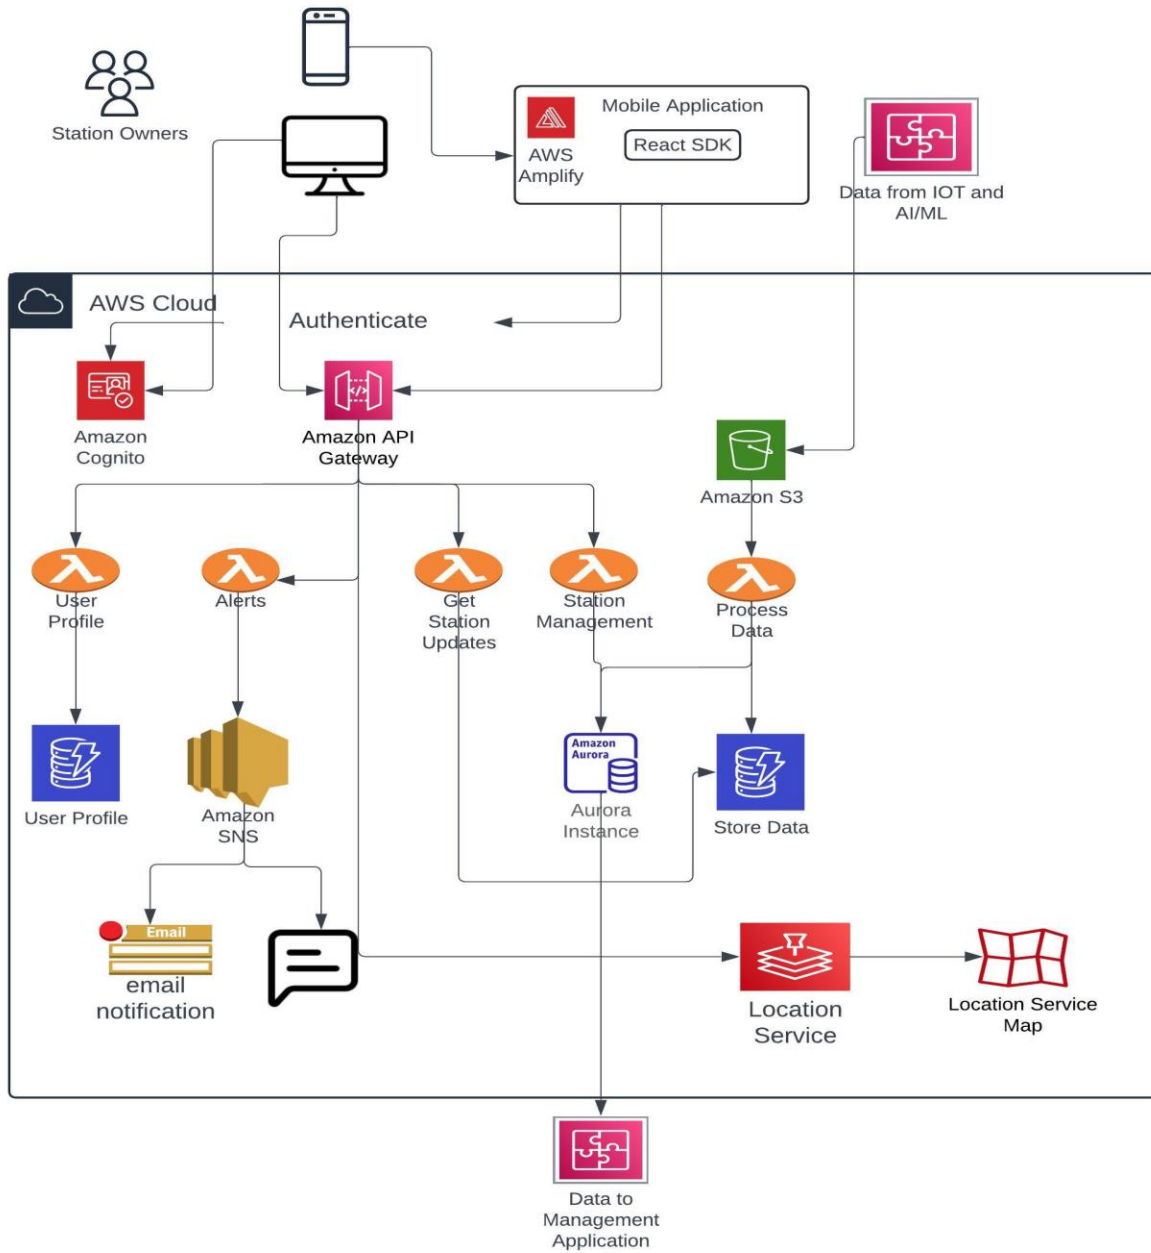 Station Owners
Mobile Application
React SDK
AWS
Amplify
Data from IOT and
AI/ML
AWS Cloud
Authenticate
Amazon
Cognito
Amazon API
Gateway
Amazon S3
User
Profile
Alerts
Get
Station
Updates
Station
Management
Process
Data
User Profile
Amazon
SNS
Amazon
Aurora
Aurora
Instance
Store Data
Email
email
notification
Location
Service
Location Service
Map
Data to
Management
Application